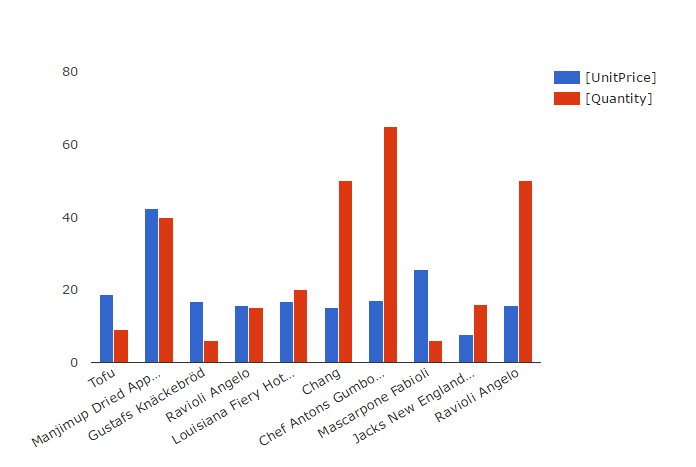 80
60
40
20
0
[UnitPrice]
[Quantity]
Tofu
Manjimup Dried App...
Gustafs Knäckebröd
Ravioli Angelo
Louisiana Fiery Hot...
Chang
Chef Antons Gumbo...
Mascarpone Fabioli
Jacks New England...
Ravioli Angelo